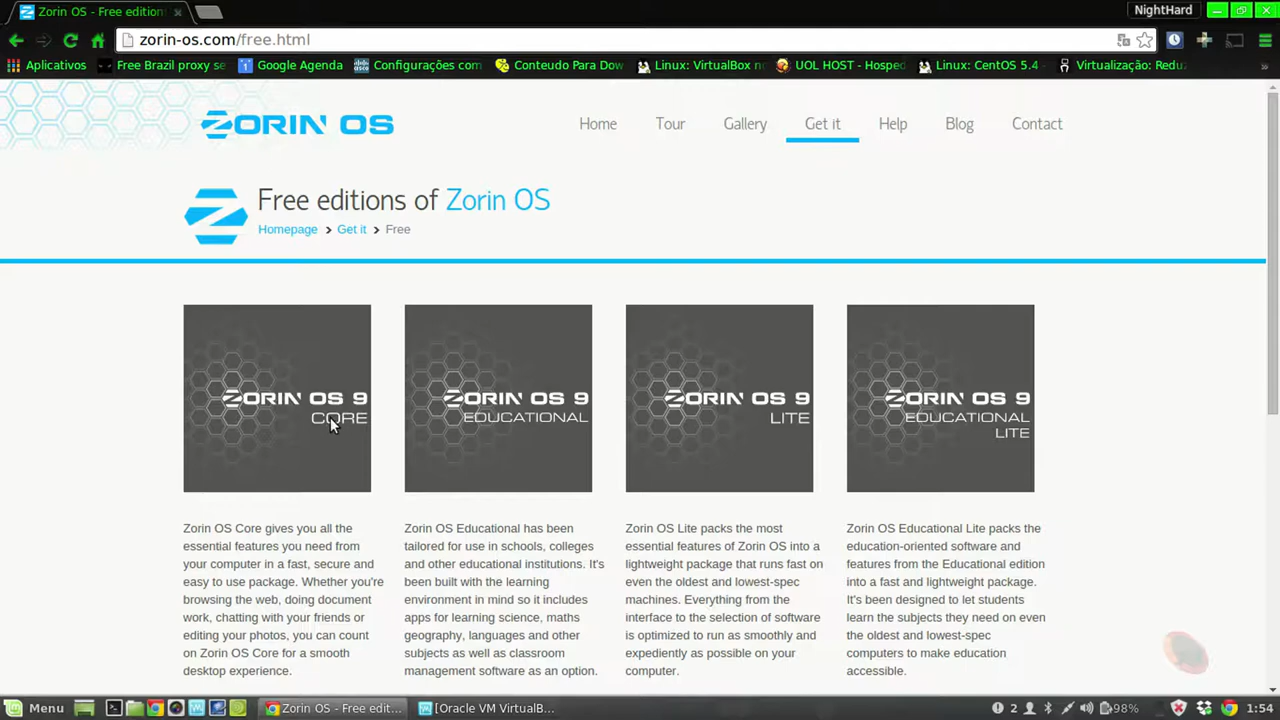 Zorin OS - Free edition
NightHard
zorin-os.com/free.html
Aplicativos
Free Brazil proxy se
Google Agenda
Configurações com
Conteudo Para Dow
Linux: VirtualBox no
UOL HOST - Hosped
Linux: CentOS 5.4 -
Virtualização: Redu
ZORIN OS
Home
Tour
Gallery
Get it
Help
Blog
Contact
Free editions of Zorin OS
Homepage > Get it > Free
ZORIN OS 9
CORE
ZORIN OS 9
EDUCATIONAL
ZORIN OS 9
LITE
ZORIN OS 9
EDUCATIONAL
LITE
Zorin OS Core gives you all the
essential features you need from
your computer in a fast, secure and
easy to use package. Whether you're
browsing the web, doing document
work, chatting with your friends or
editing your photos, you can count
on Zorin OS Core for a smooth
desktop experience.
Zorin OS Educational has been
tailored for use in schools, colleges
and other educational institutions. It's
been built with the learning
environment in mind so it includes
apps for learning science, maths
geography, languages and other
subjects as well as classroom
management software as an option.
Zorin OS Lite packs the most
essential features of Zorin OS into a
lightweight package that runs fast on
even the oldest and lowest-spec
machines. Everything from the
interface to the selection of software
is optimized to run as smoothly and
expediently as possible on your
computer.
Zorin OS Educational Lite packs the
education-oriented software and
features from the Educational edition
into a fast and lightweight package.
It's been designed to let students
learn the subjects they need on even
the oldest and lowest-spec
computers to make education
accessible.
Menu
Zorin OS - Free edit...
[Oracle VM VirtualB...
2
98%
1:54